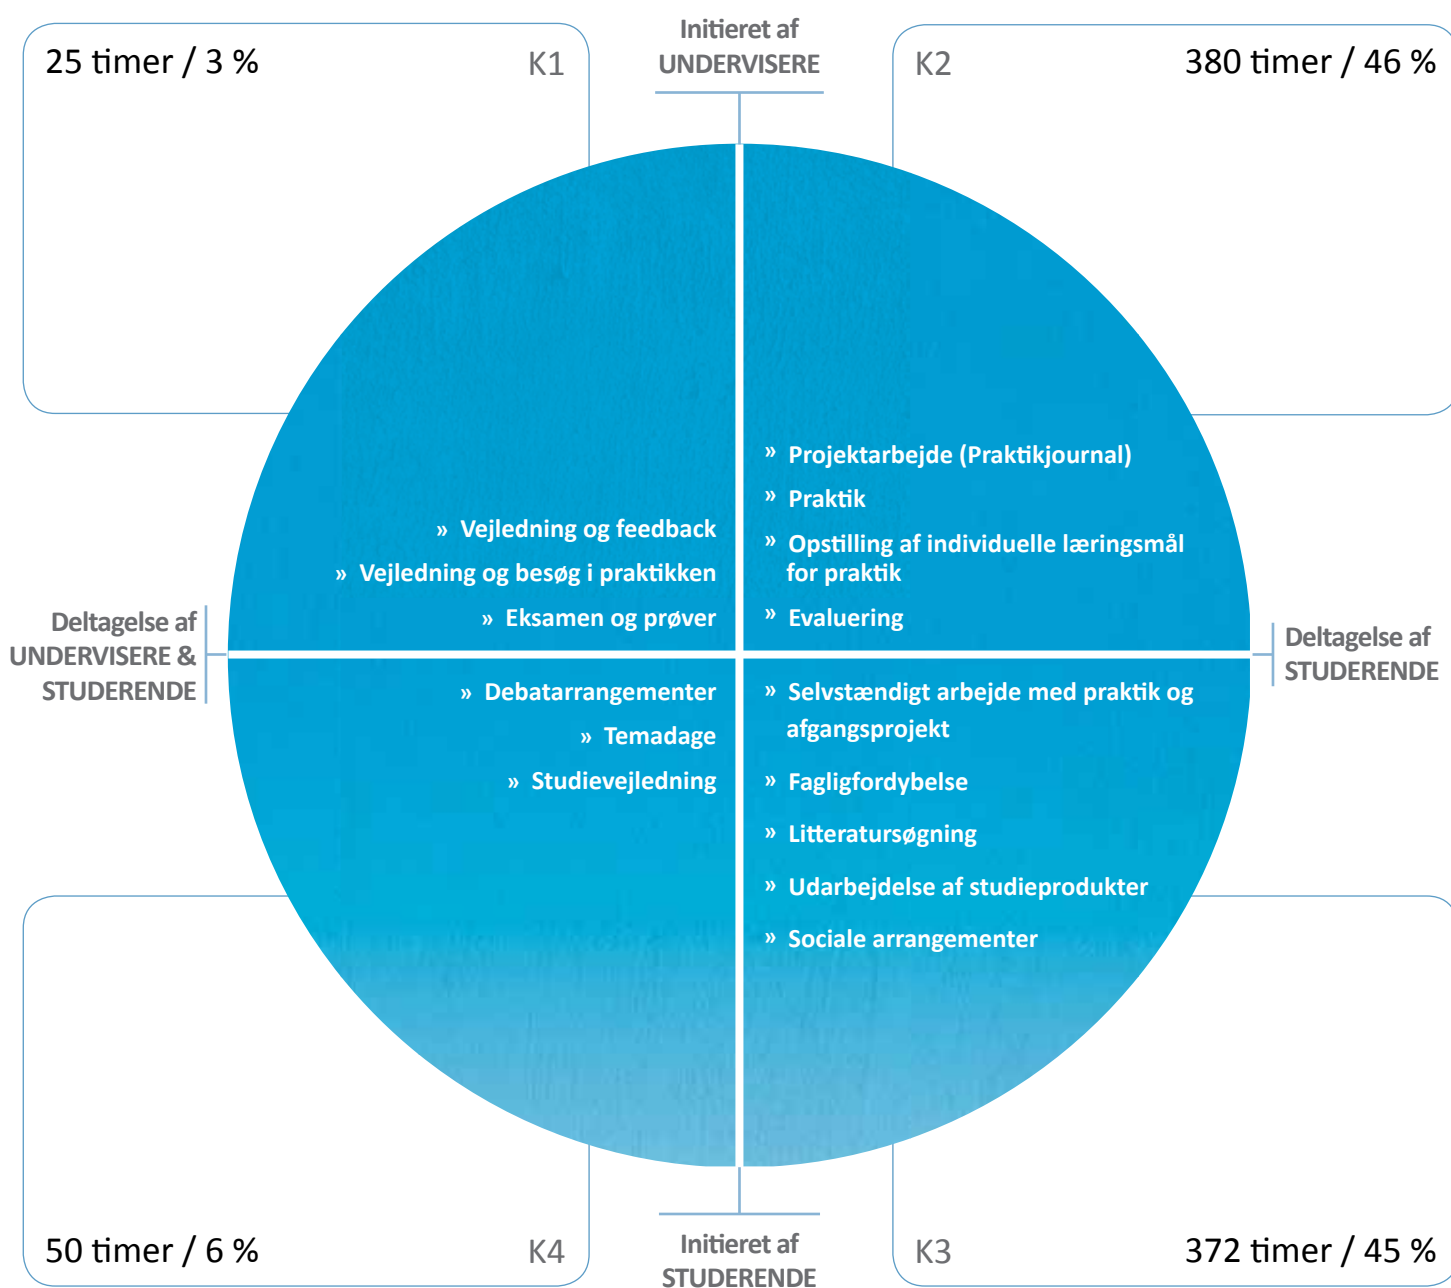 25 timer / 3 %
K1
Initieret af
UNDERVISERE
K2
380 timer / 46 %
» Vejledning og feedback
» Vejledning og besøg i praktikken
» Eksamen og prøver
» Projektarbejde (Praktikjournal)
» Praktik
» Opstilling af individuelle læringsmål
for praktik
» Evaluering
Deltagelse af
UNDERVISERE &
STUDERENDE
Deltagelse af
STUDERENDE
» Debatarrangementer
» Temadage
» Studievejledning
» Selvstændigt arbejde med praktik og
afgangsprojekt
» Fagligfordybelse
» Litteratursøgning
» Udarbejdelse af studieprodukter
» Sociale arrangementer
50 timer / 6 %
K4
Initieret af
STUDERENDE
K3
372 timer / 45 %